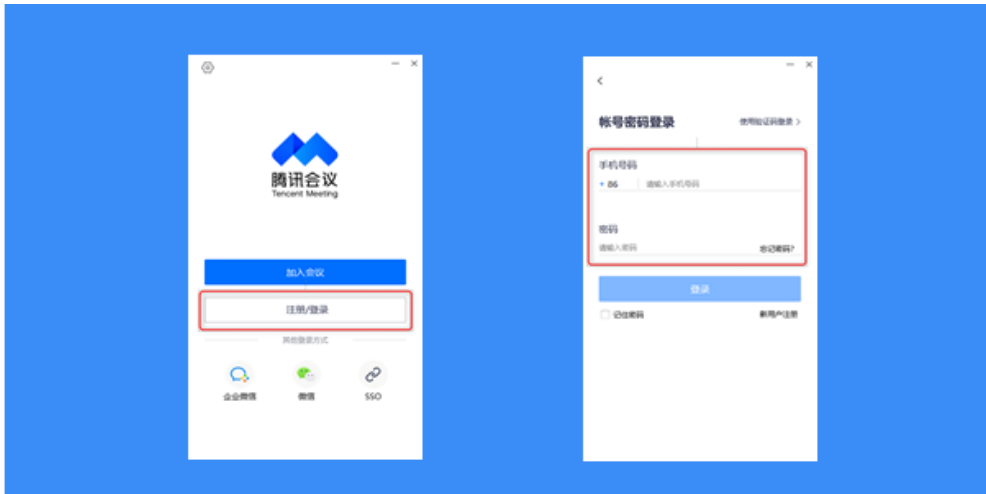 腾讯会议
Tencent Meeting
加入会议
注册/登录
其他登录方式
企业微信
微信
SSO
帐号密码登录
使用验证码登录 >
手机号码
+ 86
请输入手机号码
密码
请输入密码
忘记密码?
登录
记住密码
新用户注册